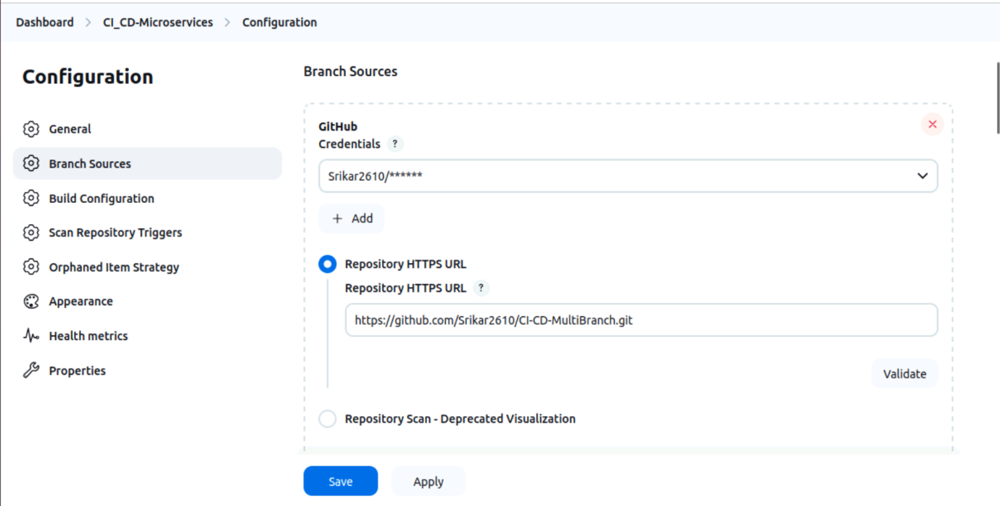 Dashboard > CI_CD-Microservices > Configuration
Configuration
General
Branch Sources
Build Configuration
Scan Repository Triggers
Orphaned Item Strategy
Appearance
Health metrics
Properties
Branch Sources
GitHub
Credentials ?
Srikar2610/******
+ Add
Repository HTTPS URL
Repository HTTPS URL ?
https://github.com/Srikar2610/CI-CD-MultiBranch.git
Validate
Repository Scan - Deprecated Visualization
Save Apply